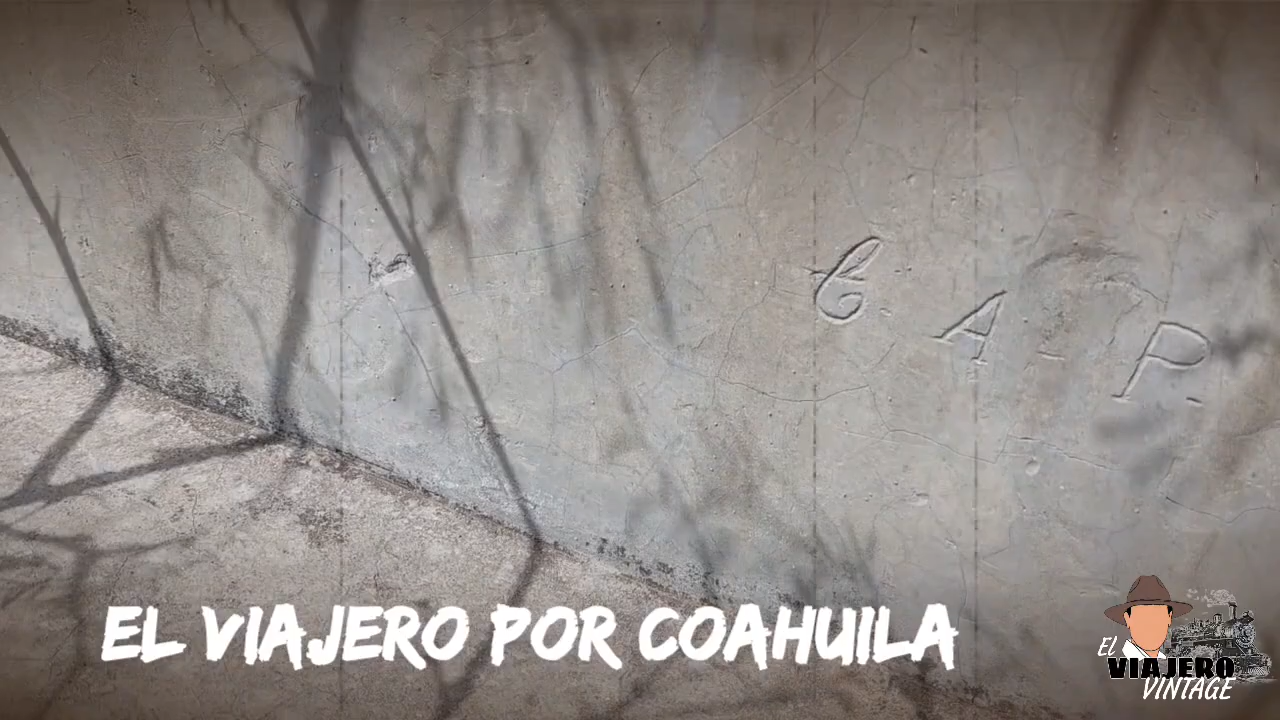 C. A. P.
EL VIAJERO POR COAHUILA
EL
VIAJERO
VINTAGE